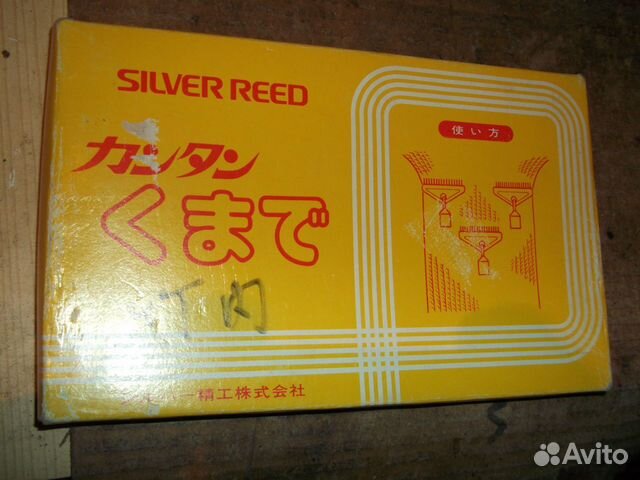 SILVER REED
カンタン
くまで
使い方
内
シルバー精工株式会社
Avito